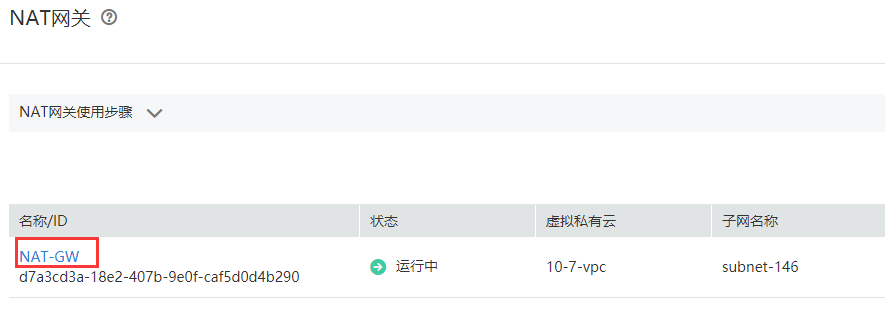 NAT网关 ?
NAT网关使用步骤
名称/ID 状态 虚拟私有云 子网名称
NAT-GW
运行中 10-7-vpc subnet-146
d7a3cd3a-18e2-407b-9e0f-caf5d0d4b290